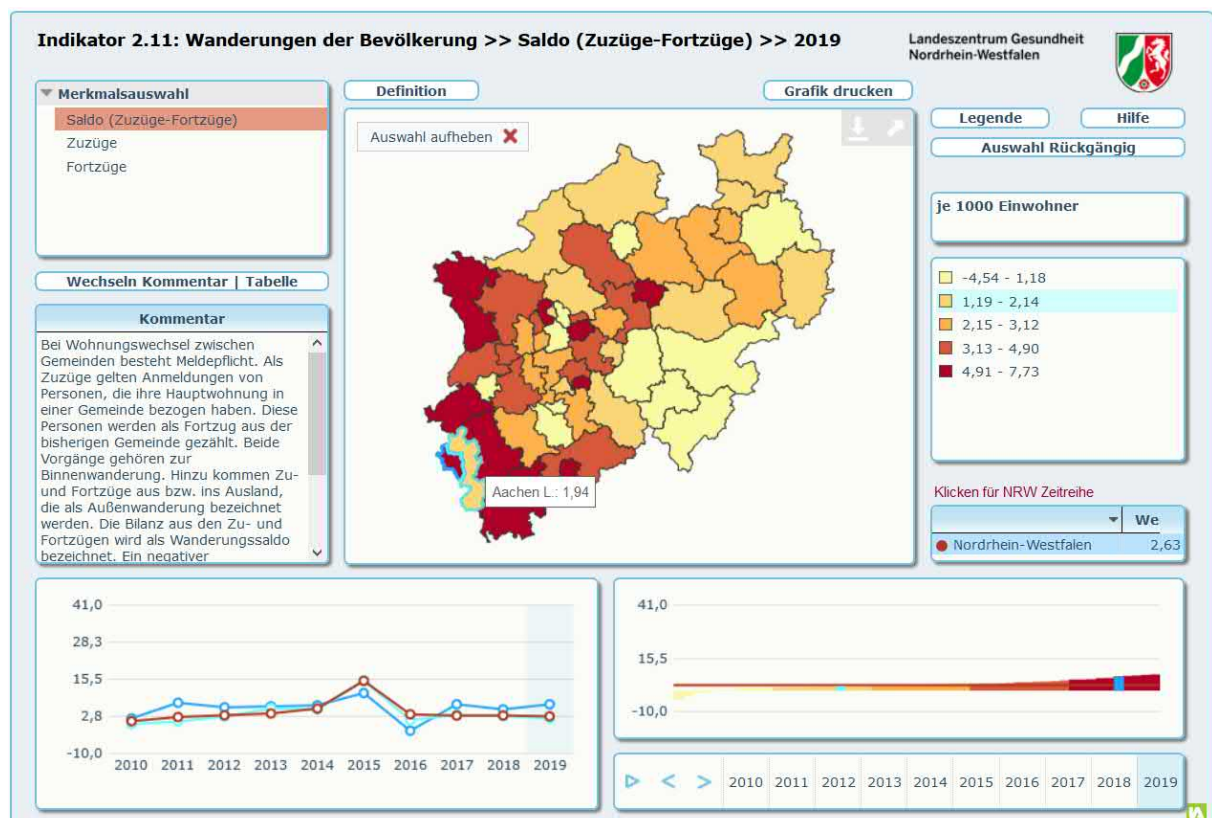 Indikator 2.11: Wanderungen der Bevölkerung >> Saldo (Zuzüge-Fortzüge) >> 2019
Landeszentrum Gesundheit
Nordrhein-Westfalen
Merkmalsauswahl
Saldo (Zuzüge-Fortzüge)
Zuzüge
Fortzüge
Definition
Grafik drucken
Auswahl aufheben
Legende
Hilfe
Auswahl Rückgängig
je 1000 Einwohner
-4,54 - 1,18
1,19 - 2,14
2,15 - 3,12
3,13 - 4,90
4,91 - 7,73
Wechseln Kommentar | Tabelle
Kommentar
Bei Wohnungswechsel zwischen
Gemeinden besteht Meldepflicht. Als
Zuzüge gelten Anmeldungen von
Personen, die ihre Hauptwohnung in
einer Gemeinde bezogen haben. Diese
Personen werden als Fortzug aus der
bisherigen Gemeinde gezählt. Beide
Vorgänge gehören zur
Binnenwanderung. Hinzu kommen Zu-
und Fortzüge aus bzw. ins Ausland,
die als Außenwanderung bezeichnet
werden. Die Bilanz aus den Zu- und
Fortzügen wird als Wanderungssaldo
bezeichnet. Ein negativer
Aachen L.: 1,94
Klicken für NRW Zeitreihe
We
Nordrhein-Westfalen 2,63
41,0
28,3
15,5
2,8
-10,0
2010 2011 2012 2013 2014 2015 2016 2017 2018 2019
41,0
15,5
-10,0
2010 2011 2012 2013 2014 2015 2016 2017 2018 2019